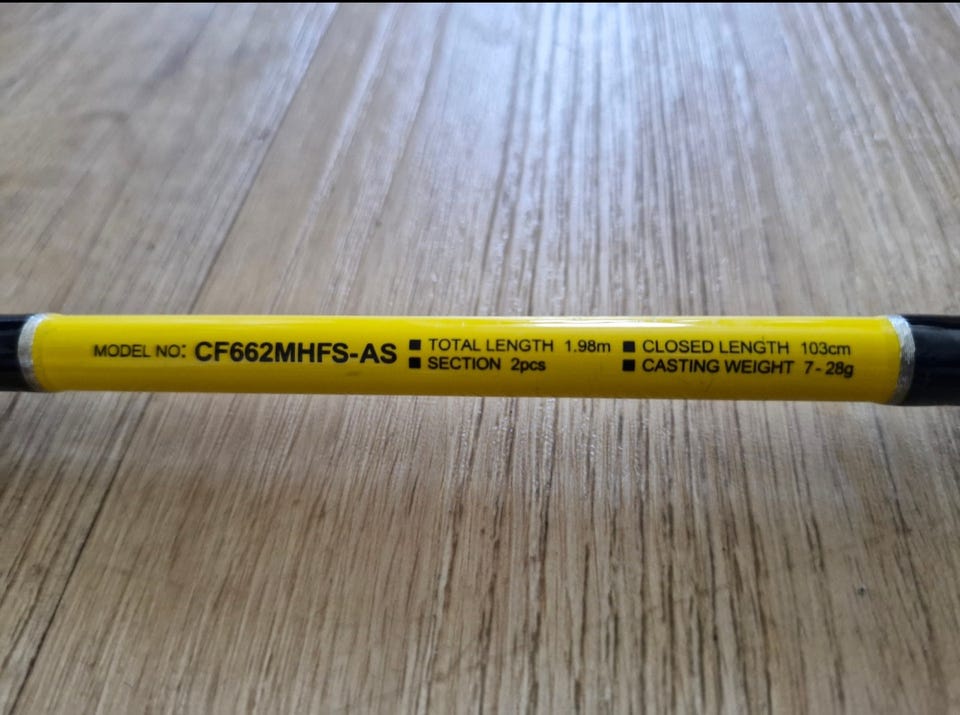 MODEL NO: CF662MHFS-AS
■ TOTAL LENGTH 1.98m ■ CLOSED LENGTH 103cm
■ SECTION 2pcs ■ CASTING WEIGHT 7-28g